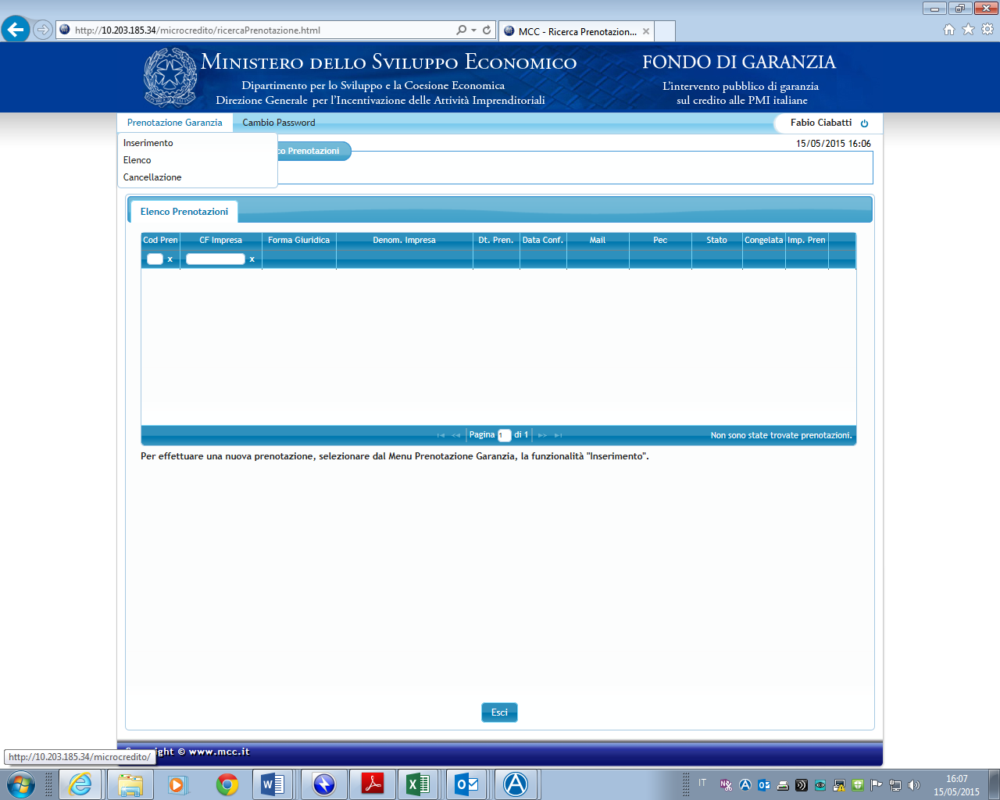 http://10.203.185.34/microcredito/ricercaPrenotazione.html
MCC - Ricerca Prenotazion...
MINISTERO DELLO SVILUPPO ECONOMICO
Dipartimento per lo Sviluppo e la Coesione Economica
Direzione Generale per l'Incentivazione delle Attività Imprenditoriali
FONDO DI GARANZIA
L'intervento pubblico di garanzia
sul credito alle PMI italiane
Prenotazione Garanzia Cambio Password Fabio Ciabatti
Inserimento
Elenco
Cancellazione
co Prenotazioni
15/05/2015 16:06
Elenco Prenotazioni
Cod Pren CF Impresa Forma Giuridica Denom. Impresa Dt. Pren. Data Conf. Mail Pec Stato Congelata Imp. Pren
x x
Pagina 1 di 1
Non sono state trovate prenotazioni.
Per effettuare una nuova prenotazione, selezionare dal Menu Prenotazione Garanzia, la funzionalità "Inserimento".
Esci
ght © www.mcc.it
http://10.203.185.34/microcredito/
IT
16:07
15/05/2015